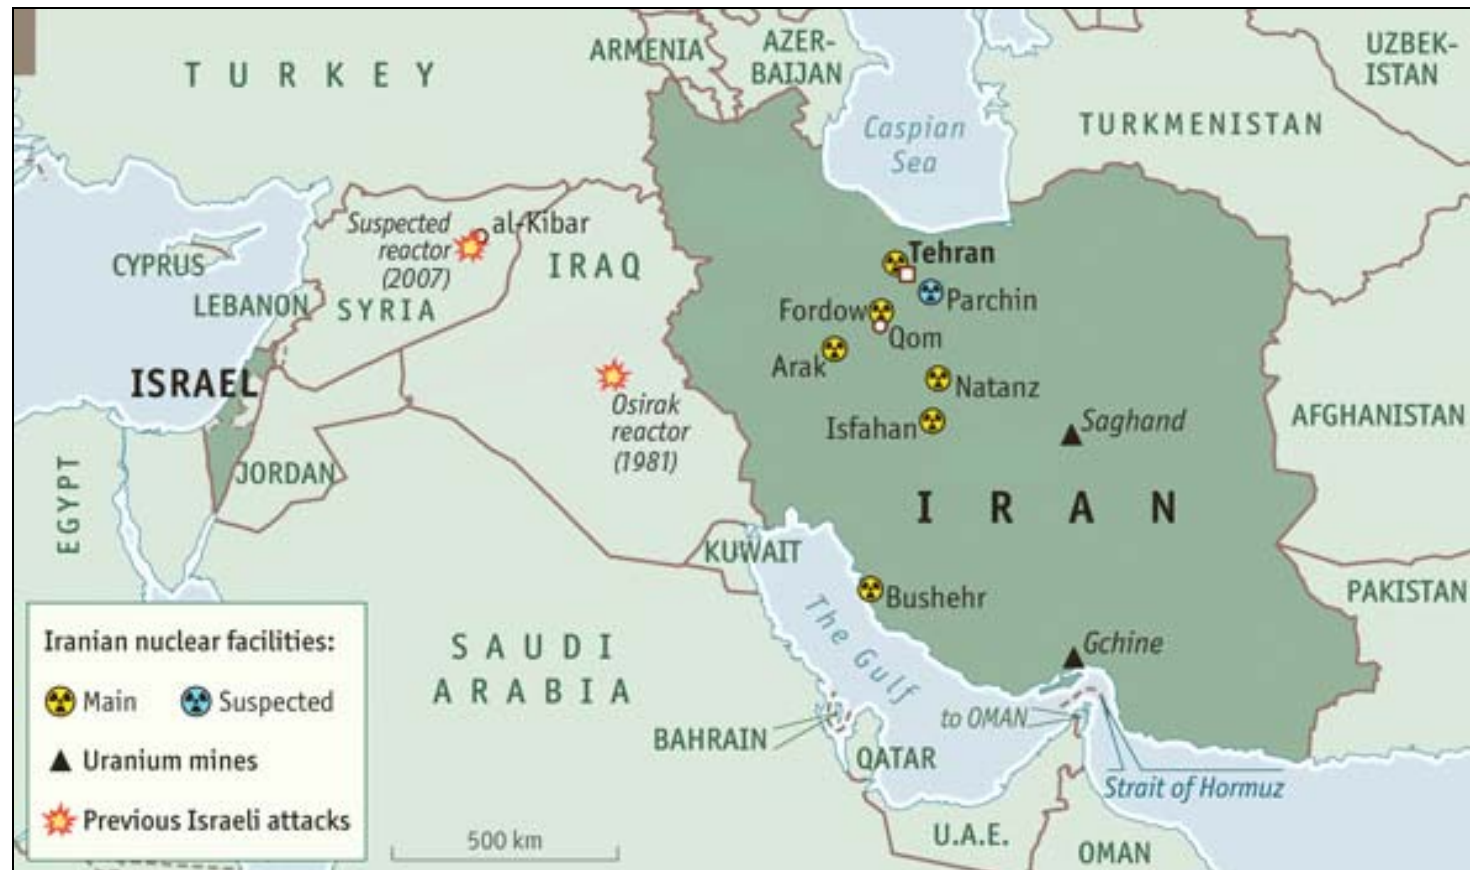 TURKEY
ARMENIA
AZER-
BAIJAN
UZBEK-
ISTAN
Caspian
Sea
TURKMENISTAN
Suspected
reactor
(2007)
al-Kibar
CYPRUS
IRAQ
Tehran
LEBANON
SYRIA
Fordow
Parchin
Qom
Arak
ISRAEL
Natanz
Osirak
reactor
(1981)
Isfahan
Saghand
AFGHANISTAN
JORDAN
EGYPT
IRAN
KUWAIT
Bushehr
PAKISTAN
The Gulf
SAUDI
ARABIA
Gchine
BAHRAIN
to OMAN
QATAR
Strait of Hormuz
U.A.E.
OMAN
Iranian nuclear facilities:
Main
Suspected
Uranium mines
Previous Israeli attacks
500 km